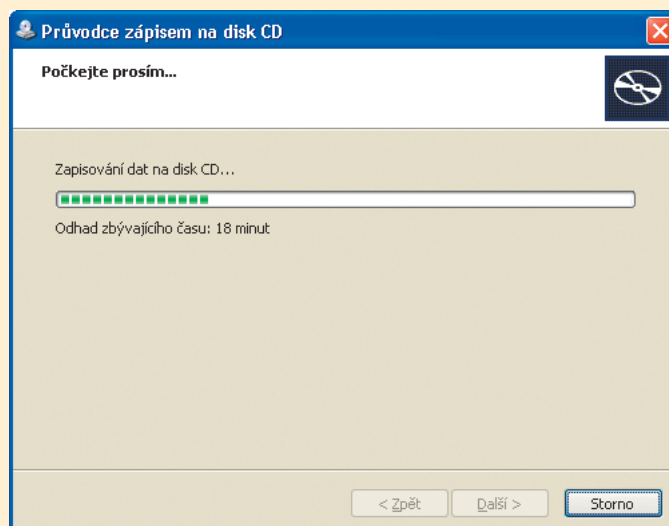 Průvodce zápisem na disk CD
Počkejte prosím...
Zapisování dat na disk CD...
Odhad zbývajícího času: 18 minut
< Zpět
Další >
Storno